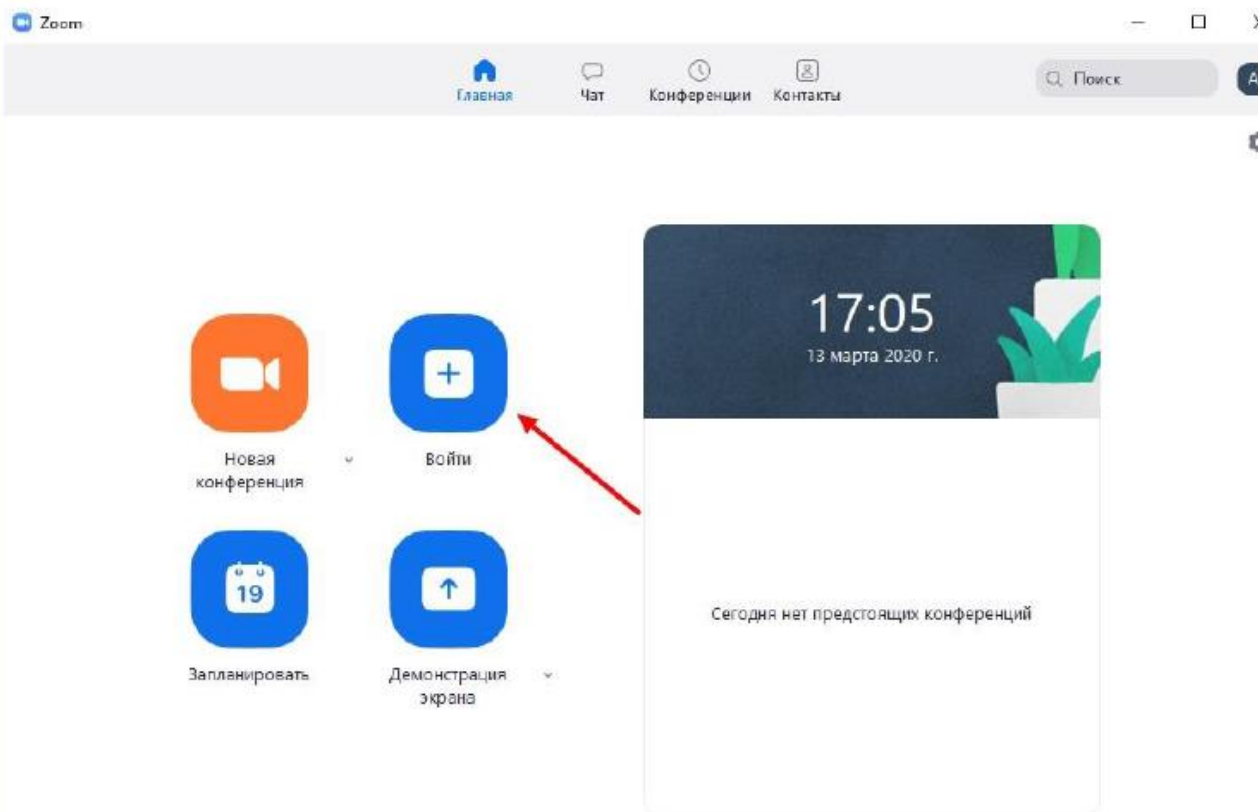 Zoom
Главная
Чат
Конференции
Контакты
Поиск
А
17:05
13 марта 2020 г.
Новая
конференция
Войти
19
Запланировать
Демонстрация
экрана
Сегодня нет предстоящих конференций